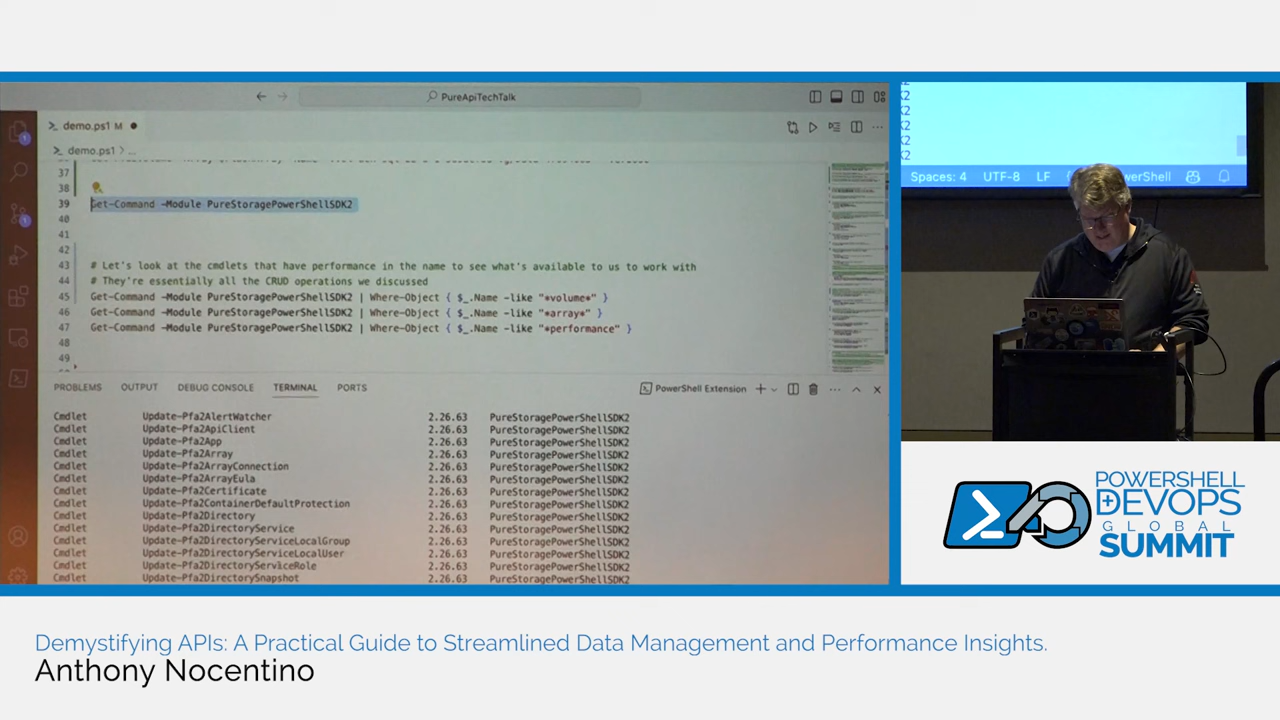 PureApiTechTalk
demo.ps1 M
demo.ps1 > ...
37
38
39 Get-Command -Module PureStoragePowerShellSDK2
40
41
42
43 # Let's look at the cmdlets that have performance in the name to see what's available to us to work with
44 # They're essentially all the CRUD operations we discussed
45 Get-Command -Module PureStoragePowerShellSDK2 | Where-Object { $_.Name -like "*volume*" }
46 Get-Command -Module PureStoragePowerShellSDK2 | Where-Object { $_.Name -like "*array*" }
47 Get-Command -Module PureStoragePowerShellSDK2 | Where-Object { $_.Name -like "*performance" }
48
49
PROBLEMS OUTPUT DEBUG CONSOLE TERMINAL PORTS PowerShell Extension
Cmdlet Update-Pfa2AlertWatcher 2.26.63 PureStoragePowerShellSDK2
Cmdlet Update-Pfa2ApiClient 2.26.63 PureStoragePowerShellSDK2
Cmdlet Update-Pfa2App 2.26.63 PureStoragePowerShellSDK2
Cmdlet Update-Pfa2Array 2.26.63 PureStoragePowerShellSDK2
Cmdlet Update-Pfa2ArrayConnection 2.26.63 PureStoragePowerShellSDK2
Cmdlet Update-Pfa2ArrayEula 2.26.63 PureStoragePowerShellSDK2
Cmdlet Update-Pfa2Certificate 2.26.63 PureStoragePowerShellSDK2
Cmdlet Update-Pfa2ContainerDefaultProtection 2.26.63 PureStoragePowerShellSDK2
Cmdlet Update-Pfa2Directory 2.26.63 PureStoragePowerShellSDK2
Cmdlet Update-Pfa2DirectoryService 2.26.63 PureStoragePowerShellSDK2
Cmdlet Update-Pfa2DirectoryServiceLocalGroup 2.26.63 PureStoragePowerShellSDK2
Cmdlet Update-Pfa2DirectoryServiceLocalUser 2.26.63 PureStoragePowerShellSDK2
Cmdlet Update-Pfa2DirectoryServiceRole 2.26.63 PureStoragePowerShellSDK2
Cmdlet Update-Pfa2DirectorySnapshot 2.26.63 PureStoragePowerShellSDK2
K2
K2
K2
K2
K2
Spaces: 4 UTF-8 LF werShell
POWERSHELL
+ DEVOPS
GLOBAL
SUMMIT
Demystifying APIs: A Practical Guide to Streamlined Data Management and Performance Insights.
Anthony Nocentino